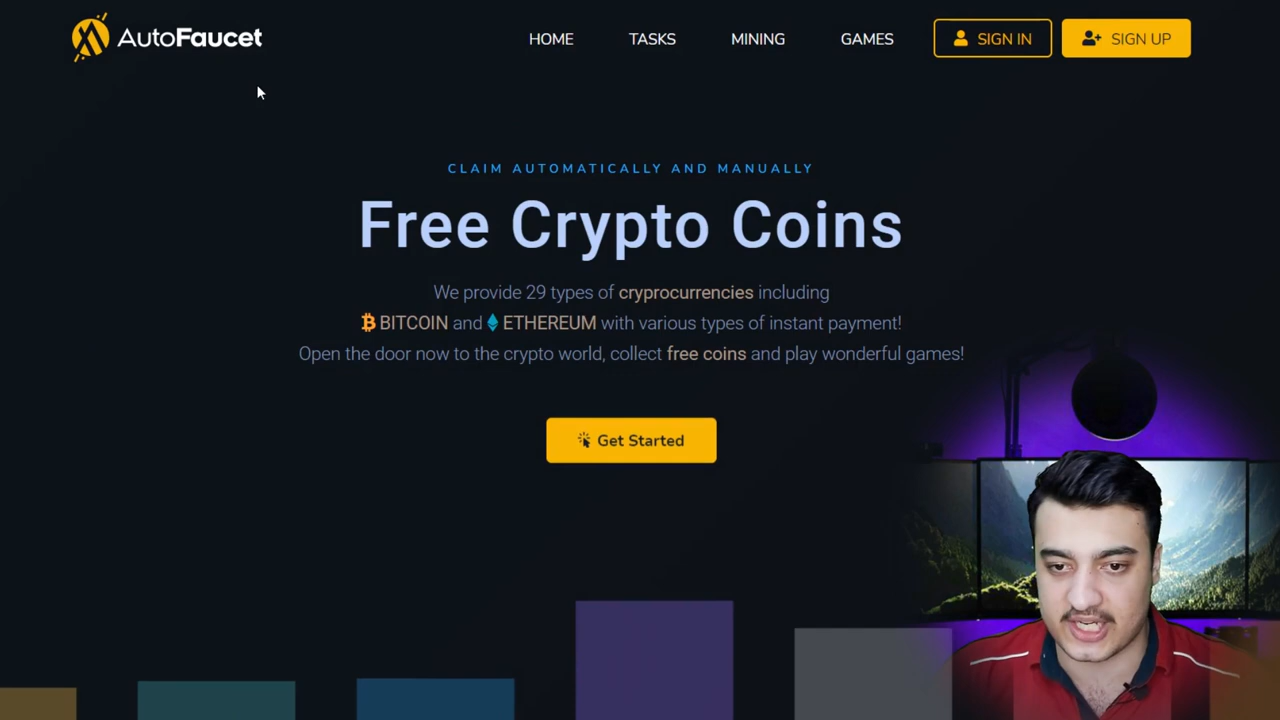 AutoFaucet
HOME TASKS MINING GAMES SIGN IN SIGN UP
CLAIM AUTOMATICALLY AND MANUALLY
Free Crypto Coins
We provide 29 types of cryprocurrencies including
BITCOIN and ETHEREUM with various types of instant payment!
Open the door now to the crypto world, collect free coins and play wonderful games!
Get Started